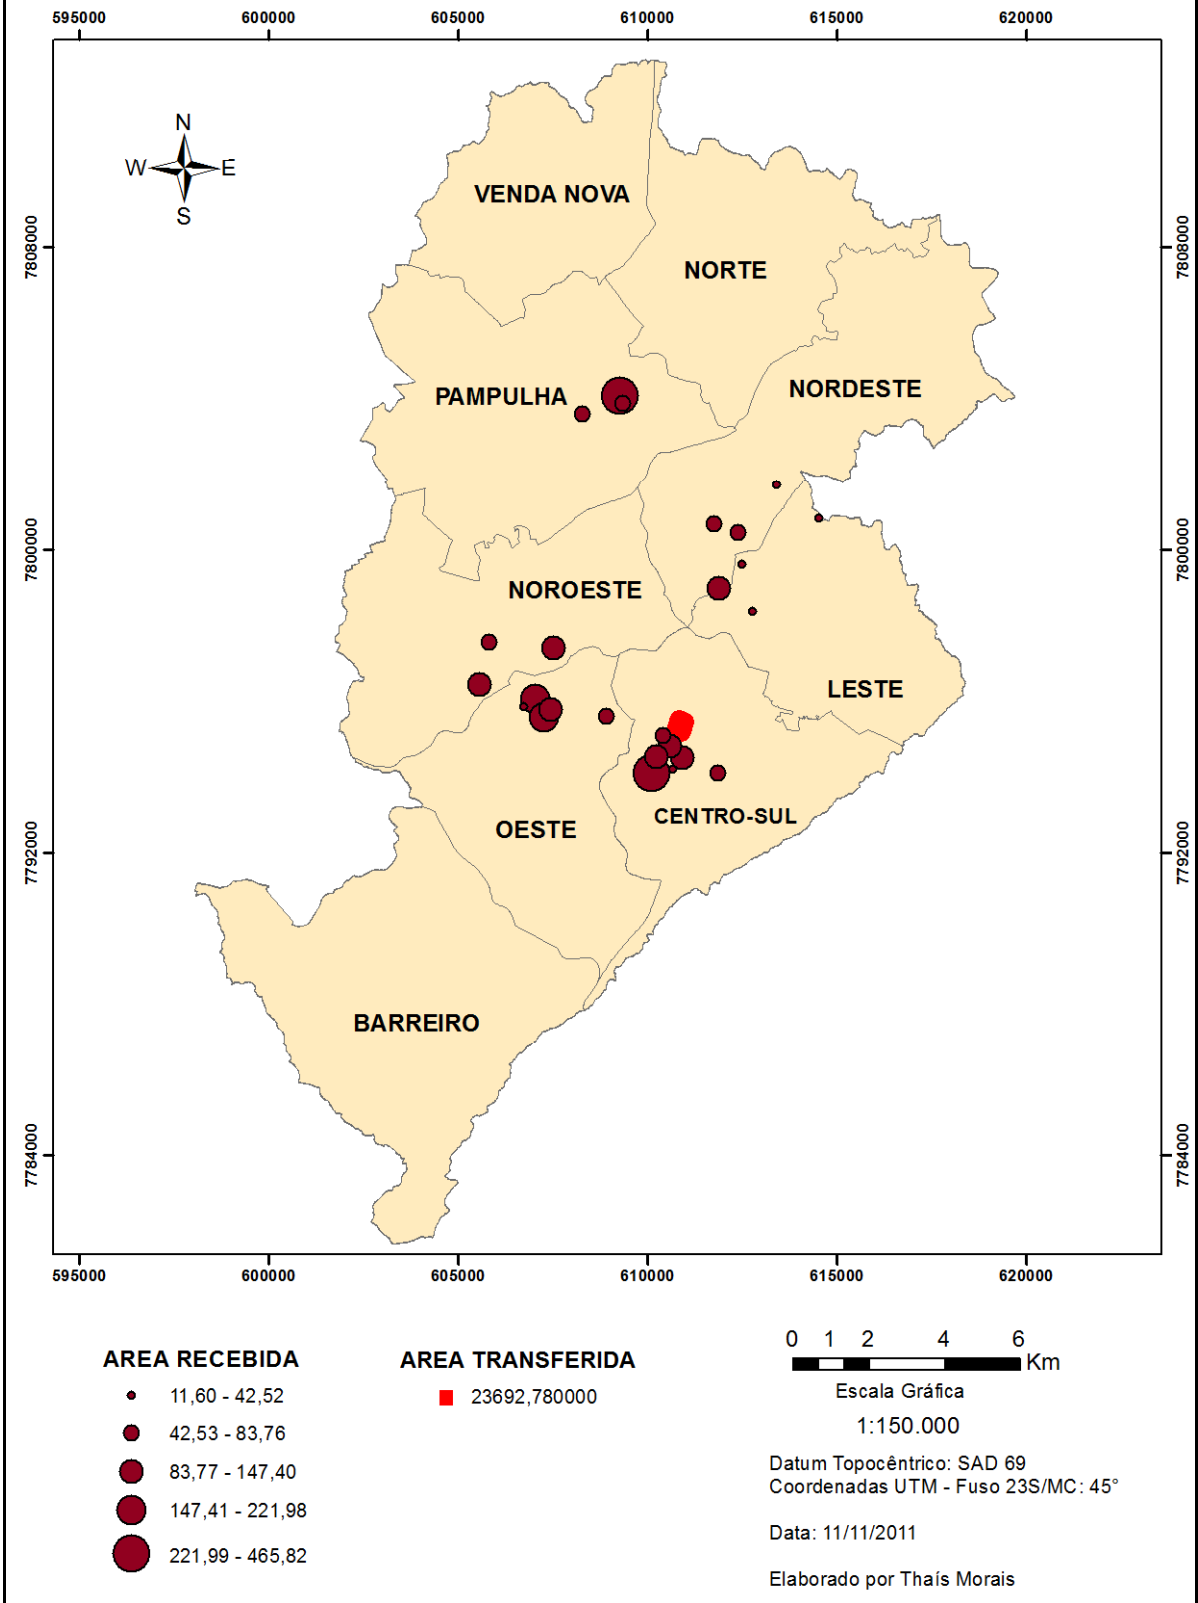 595000 600000 605000 610000 615000 620000
N
W E
S
VENDA NOVA
7808000 7808000
NORTE
NORDESTE
PAMPULHA
7800000 7800000
NOROESTE
LESTE
CENTRO-SUL
OESTE
7792000 7792000
BARREIRO
7784000 7784000
595000 600000 605000 610000 615000 620000
AREA RECEBIDA
11,60 - 42,52
42,53 - 83,76
83,77 - 147,40
147,41 - 221,98
221,99 - 465,82
AREA TRANSFERIDA
23692,780000
0 1 2 4 6
Km
Escala Gráfica
1:150.000
Datum Topocêntrico: SAD 69
Coordenadas UTM - Fuso 23S/MC: 45°
Data: 11/11/2011
Elaborado por Thaís Morais